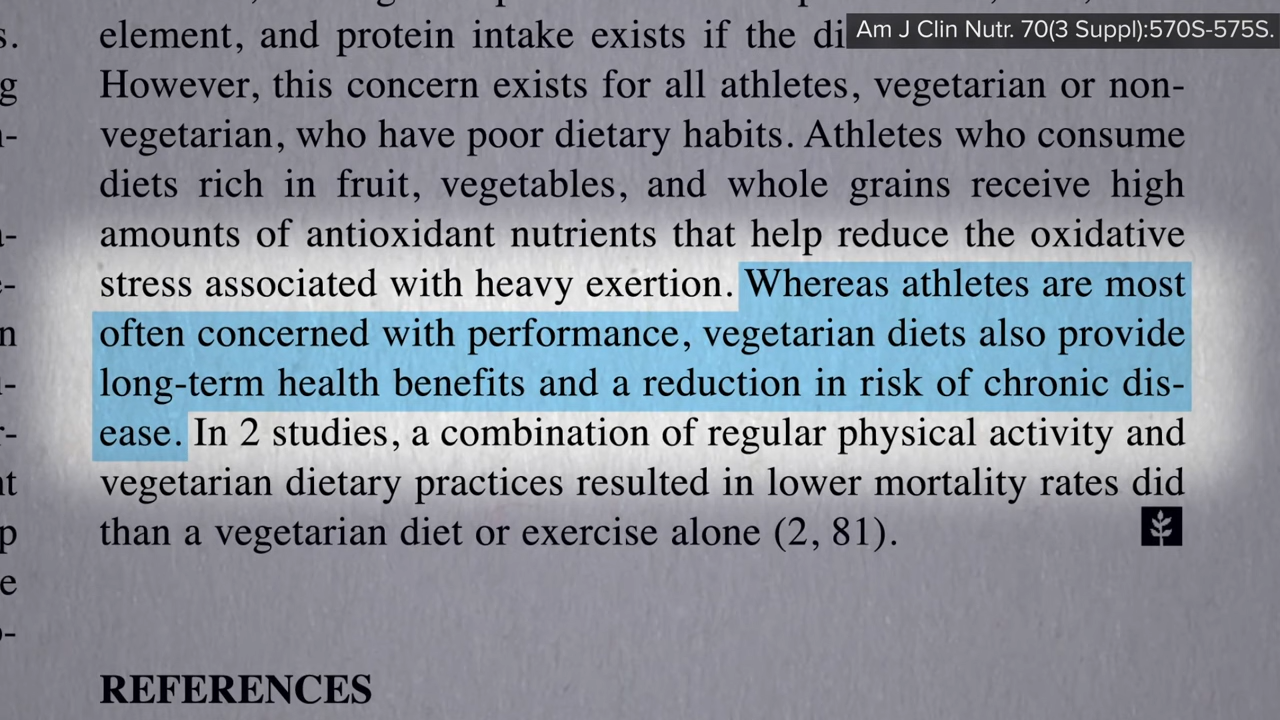 Am J Clin Nutr. 70(3 Suppl):570S-575S.
element, and protein intake exists if the
However, this concern exists for all athletes, vegetarian or non-
vegetarian, who have poor dietary habits. Athletes who consume
diets rich in fruit, vegetables, and whole grains receive high
amounts of antioxidant nutrients that help reduce the oxidative
stress associated with heavy exertion. Whereas athletes are most
often concerned with performance, vegetarian diets also provide
long-term health benefits and a reduction in risk of chronic dis-
ease. In 2 studies, a combination of regular physical activity and
vegetarian dietary practices resulted in lower mortality rates did
than a vegetarian diet or exercise alone (2, 81).
REFERENCES